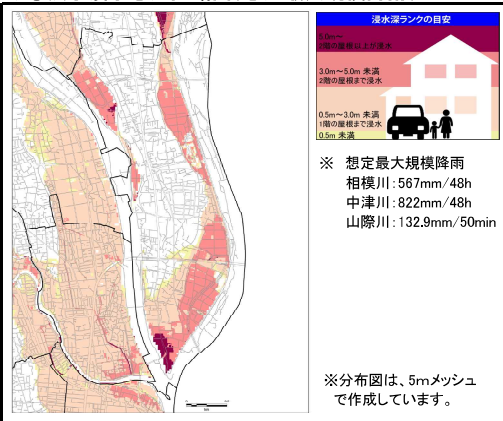 浸水深ランクの目安
5.0m～
2階の屋根以上が浸水
3.0m～5.0m 未満
2階の屋根まで浸水
0.5m～3.0m 未満
1階の屋根まで浸水
0.5m 未満
※ 想定最大規模降雨
相模川：567mm/48h
中津川：822mm/48h
山際川：132.9mm/50min
※分布図は、5mメッシュ
で作成しています。